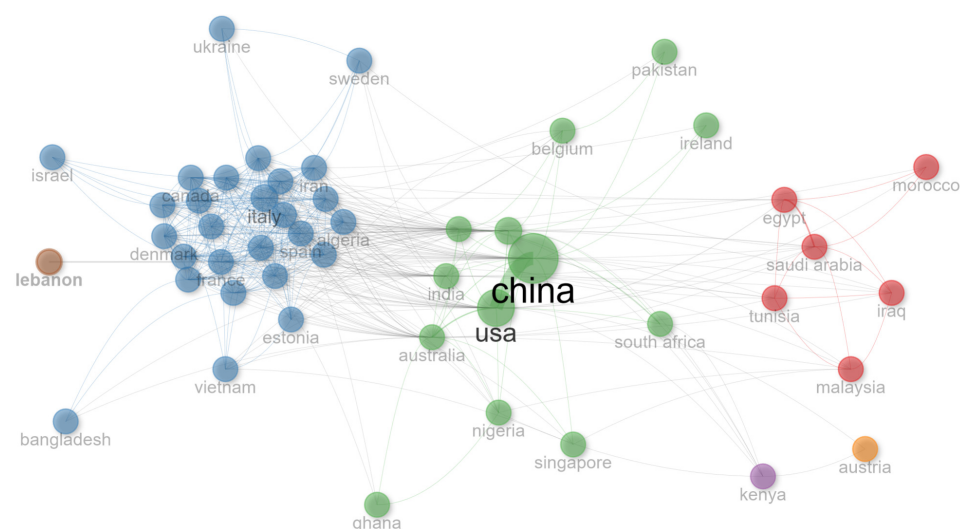 ukraine
sweden
pakistan
belgium
ireland
israel
canada
iran
morocco
italy
egypt
denmark
spain
algeria
saudi arabia
lebanon
france
india
china
tunisia
iraq
estonia
usa
australia
south africa
vietnam
malaysia
bangladesh
nigeria
singapore
austria
kenya
ghana